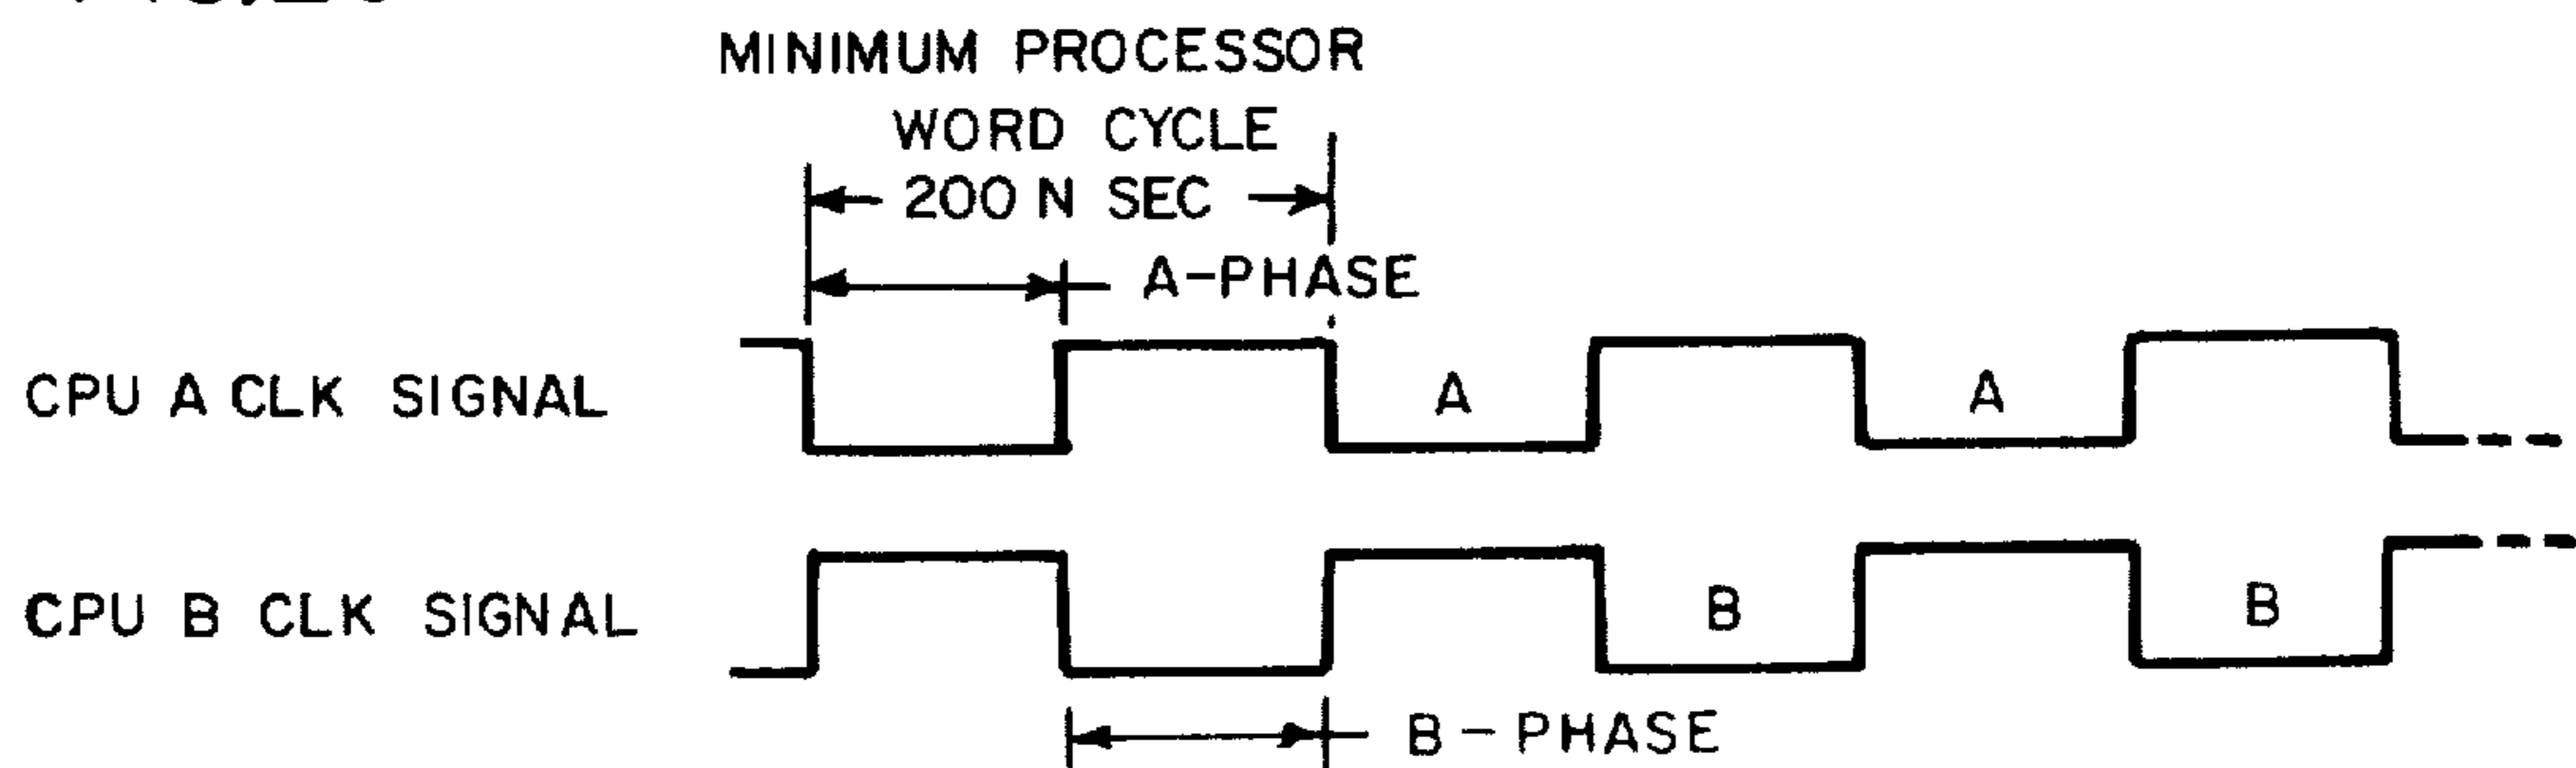 MINIMUM PROCESSOR
WORD CYCLE
200 N SEC
A-PHASE
CPU A CLK SIGNAL
A
A
CPU B CLK SIGNAL
B
B
B-PHASE